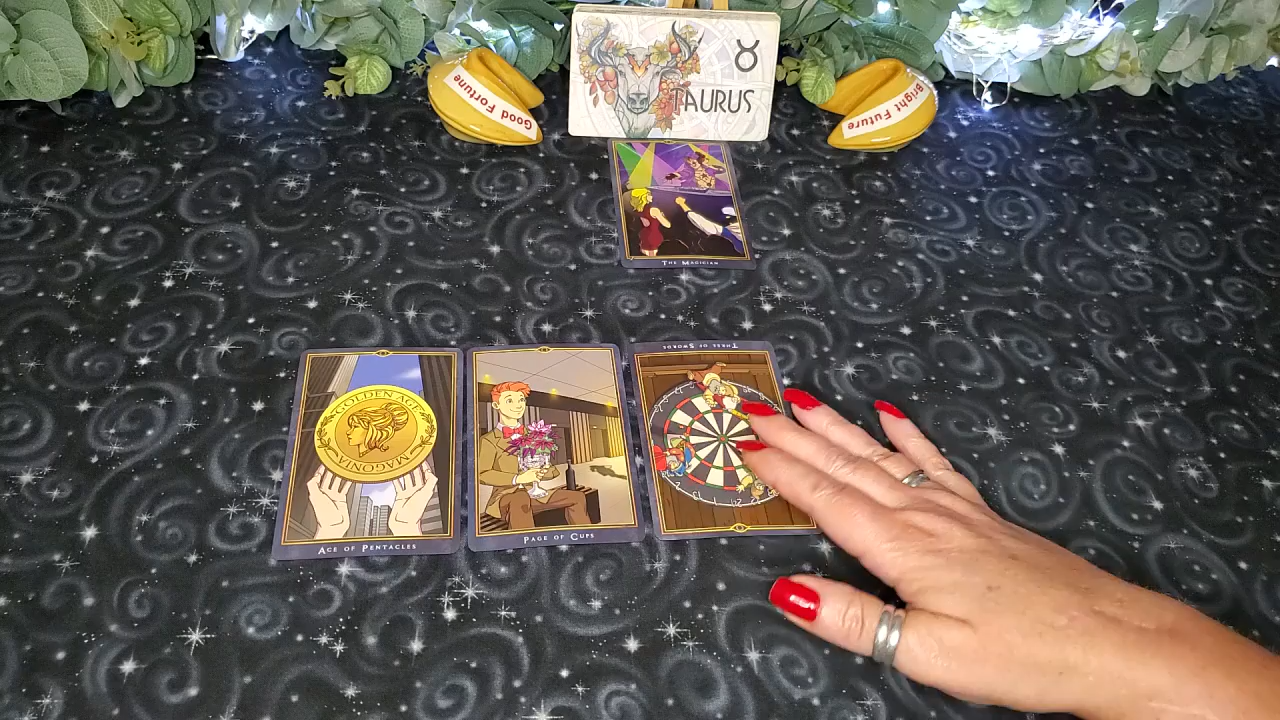 Good Fortune
♉
TAURUS
Bright Future
THE MAGICIAN
THREE OF SWORDS
GOLDEN AGE
MAGONIA
ACE OF PENTACLES
PAGE OF CUPS